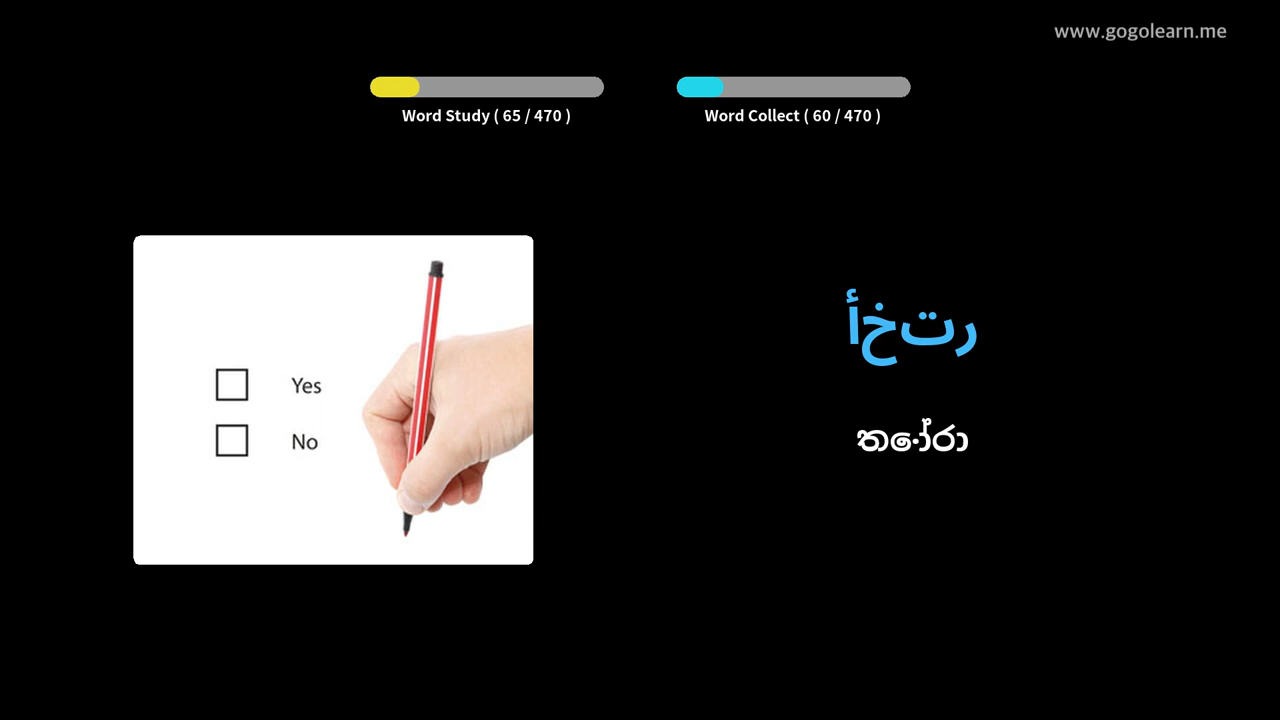 www.gogolearn.me
Word Study ( 65 / 470 )
Word Collect ( 60 / 470 )
Yes
No
أختر
තෝරා